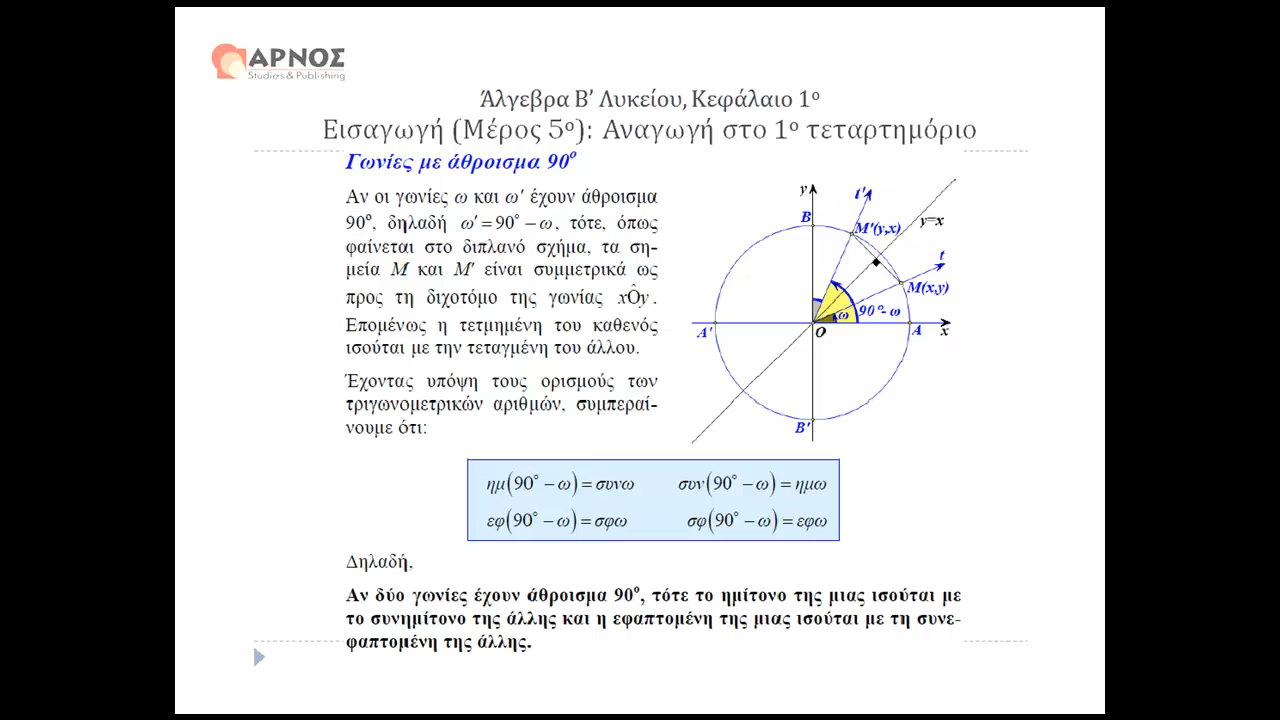 ΑΡΝΟΣ
Studies & Publishing
Άλγεβρα Β’ Λυκείου, Κεφάλαιο 1ο
Εισαγωγή (Μέρος 5ο): Αναγωγή στο 1ο τεταρτημόριο
Γωνίες με άθροισμα 90ο
Αν οι γωνίες ω και ω′ έχουν άθροισμα
90ο, δηλαδή ω′ = 90° − ω, τότε, όπως
φαίνεται στο διπλανό σχήμα, τα ση-
μεία M και M′ είναι συμμετρικά ως
προς τη διχοτόμο της γωνίας xÔy.
Επομένως η τετμημένη του καθενός
ισούται με την τεταγμένη του άλλου.
Έχοντας υπόψη τους ορισμούς των
τριγωνομετρικών αριθμών, συμπεραί-
νουμε ότι:
y
t′
B
M′(y,x)
y=x
t
M(x,y)
ω
90°- ω
A′
O
A
x
B′
ημ(90° − ω) = συνω συν(90° − ω) = ημω
εφ(90° − ω) = σφω σφ(90° − ω) = εφω
Δηλαδή,
Αν δύο γωνίες έχουν άθροισμα 90ο, τότε το ημίτονο της μιας ισούται με
το συνημίτονο της άλλης και η εφαπτομένη της μιας ισούται με τη συνε-
φαπτομένη της άλλης.